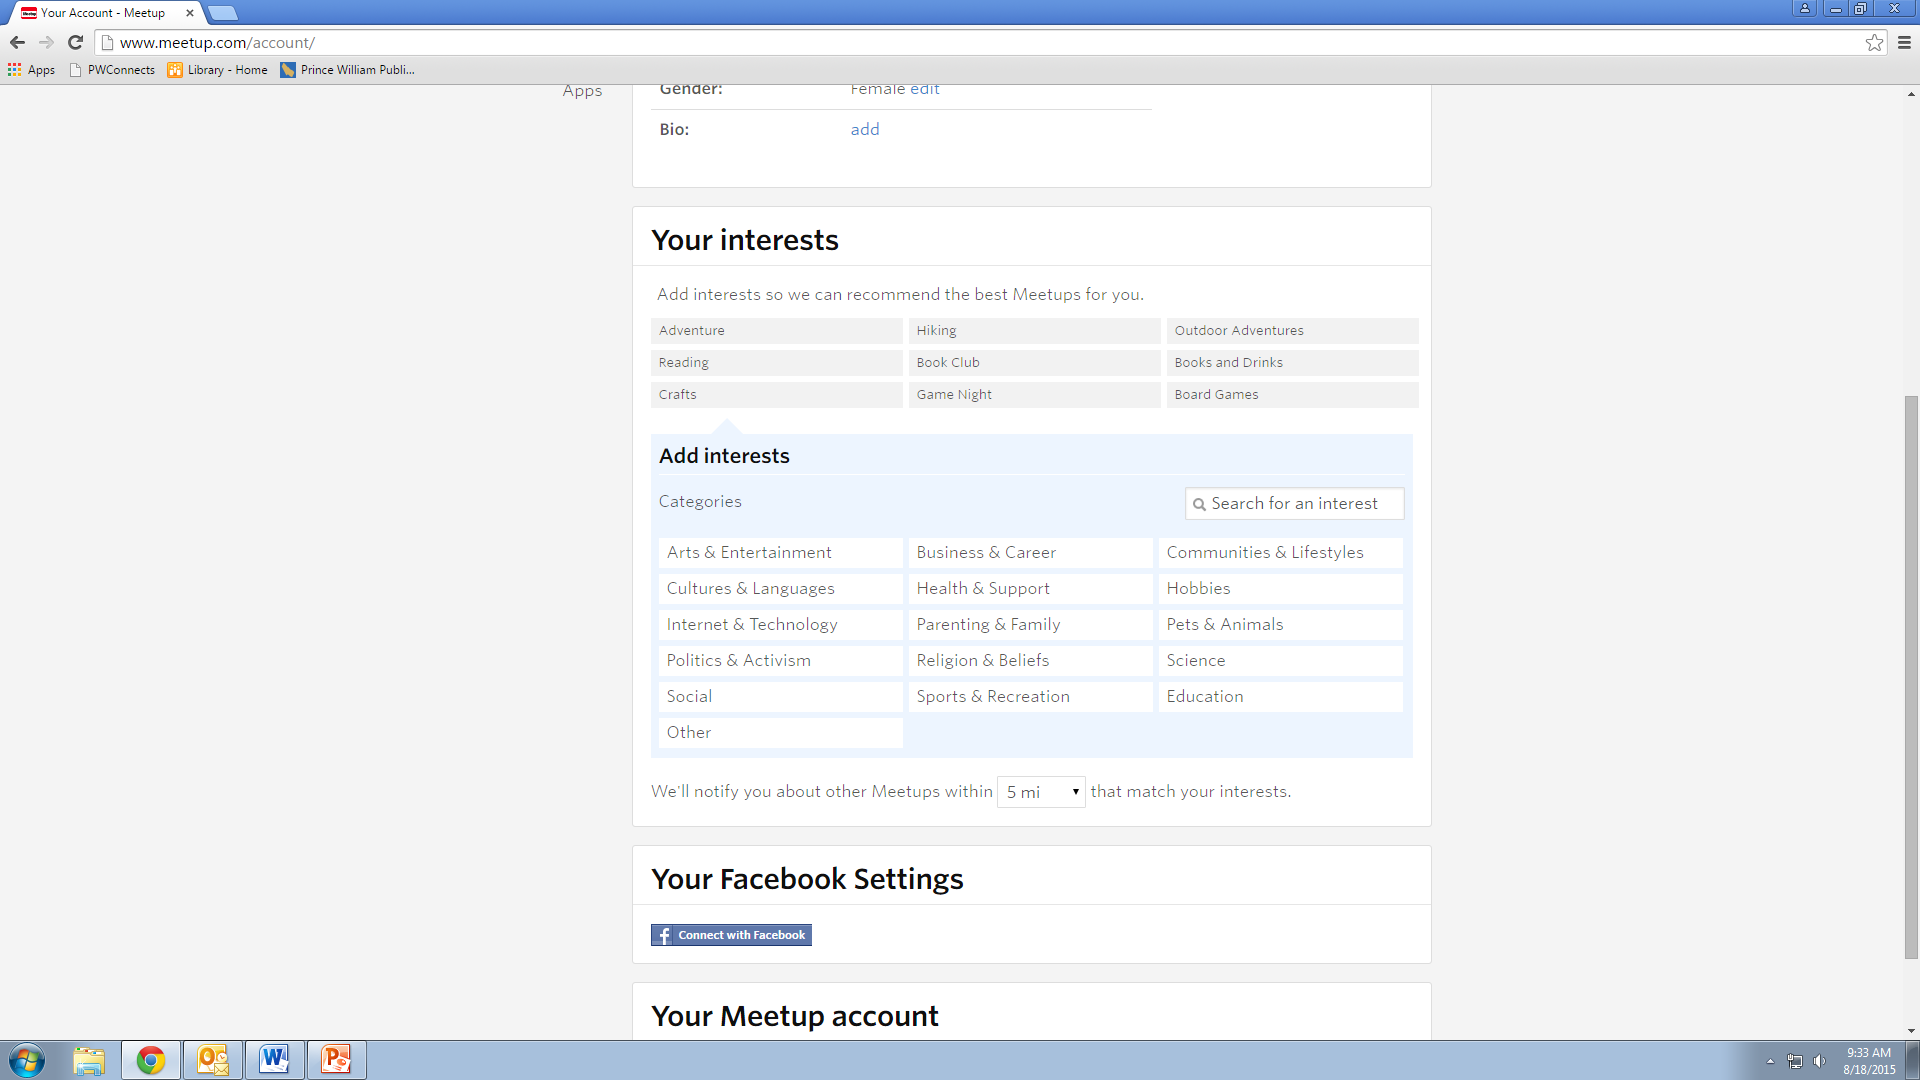 Your Account - Meetup
www.meetup.com/account/
Apps PWConnects Library - Home Prince William Publi...
Apps
Gender: Female edit
Bio: add
Your interests
Add interests so we can recommend the best Meetups for you.
Adventure Hiking Outdoor Adventures
Reading Book Club Books and Drinks
Crafts Game Night Board Games
Add interests
Categories Search for an interest
Arts & Entertainment Business & Career Communities & Lifestyles
Cultures & Languages Health & Support Hobbies
Internet & Technology Parenting & Family Pets & Animals
Politics & Activism Religion & Beliefs Science
Social Sports & Recreation Education
Other
We'll notify you about other Meetups within 5 mi that match your interests.
Your Facebook Settings
Connect with Facebook
Your Meetup account
9:33 AM
8/18/2015